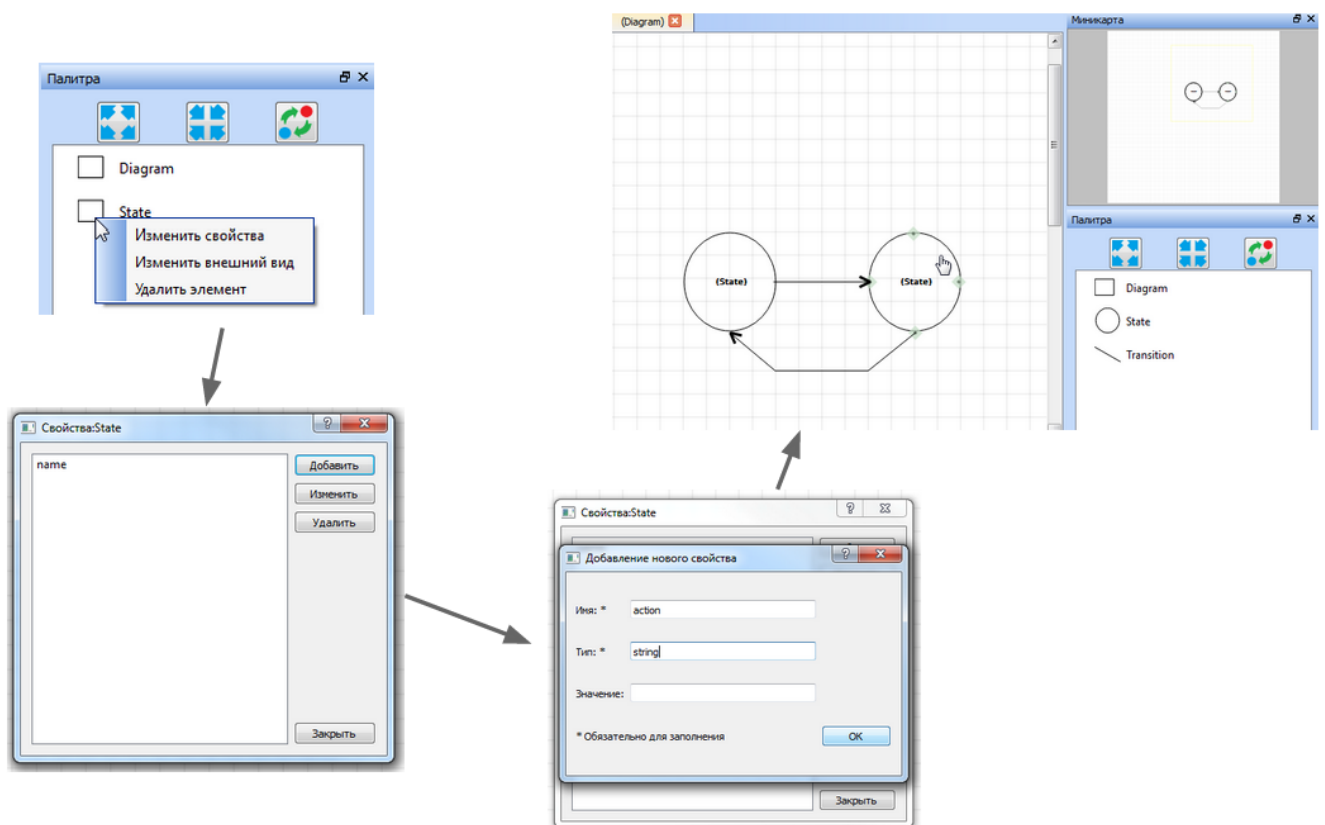 Палитра
Diagram
State
Изменить свойства
Изменить внешний вид
Удалить элемент
(Diagram)
Миникарта
(State)
(State)
Палитра
Diagram
State
Transition
Свойства:State
name
Добавить
Изменить
Удалить
Закрыть
Свойства:State
Добавление нового свойства
Имя: *
action
Тип: *
string
Значение:
* Обязательно для заполнения
OK
Закрыть